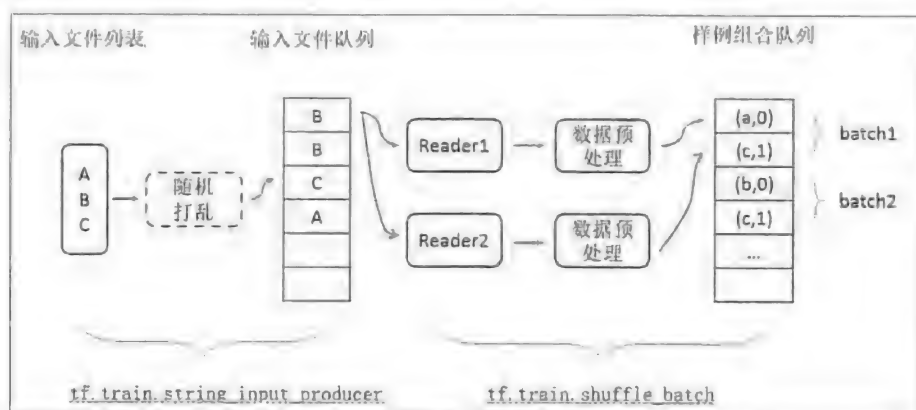 输入文件列表
输入文件队列
样例组合队列
A
B
C
随机
打乱
B
B
C
A
Reader1
数据预
处理
Reader2
数据预
处理
(a,0)
(c,1)
(b,0)
(c,1)
...
batch1
batch2
tf.train.string_input_producer
tf.train.shuffle_batch